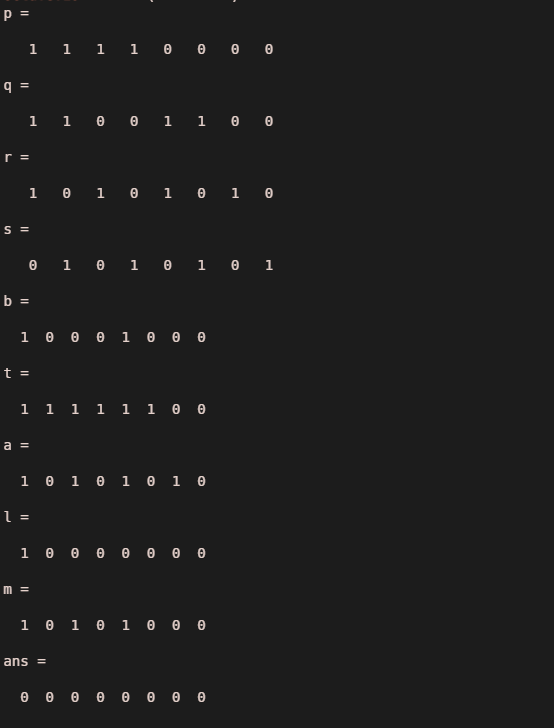 p =
1 1 1 1 0 0 0 0
q =
1 1 0 0 1 1 0 0
r =
1 0 1 0 1 0 1 0
s =
0 1 0 1 0 1 0 1
b =
1 0 0 0 1 0 0 0
t =
1 1 1 1 1 1 0 0
a =
1 0 1 0 1 0 1 0
l =
1 0 0 0 0 0 0 0
m =
1 0 1 0 1 0 0 0
ans =
0 0 0 0 0 0 0 0